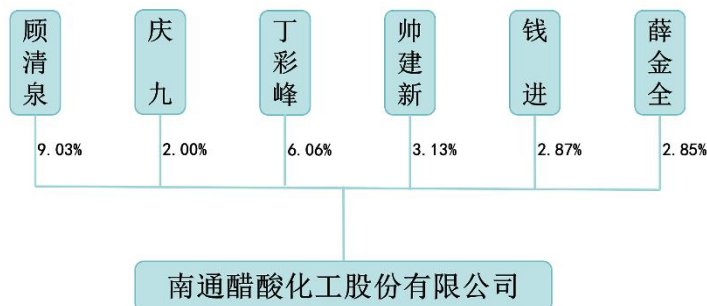 顾清泉
庆九
丁彩峰
帅建新
钱进
薛金全
9.03%
2.00%
6.06%
3.13%
2.87%
2.85%
南通醋酸化工股份有限公司